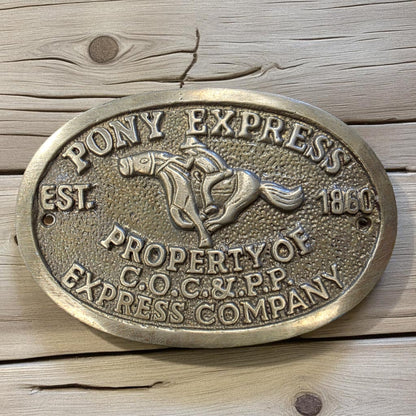 PONY EXPRESS
EST. 1860
PROPERTY OF
C.O.C.&.P.P.
EXPRESS COMPANY